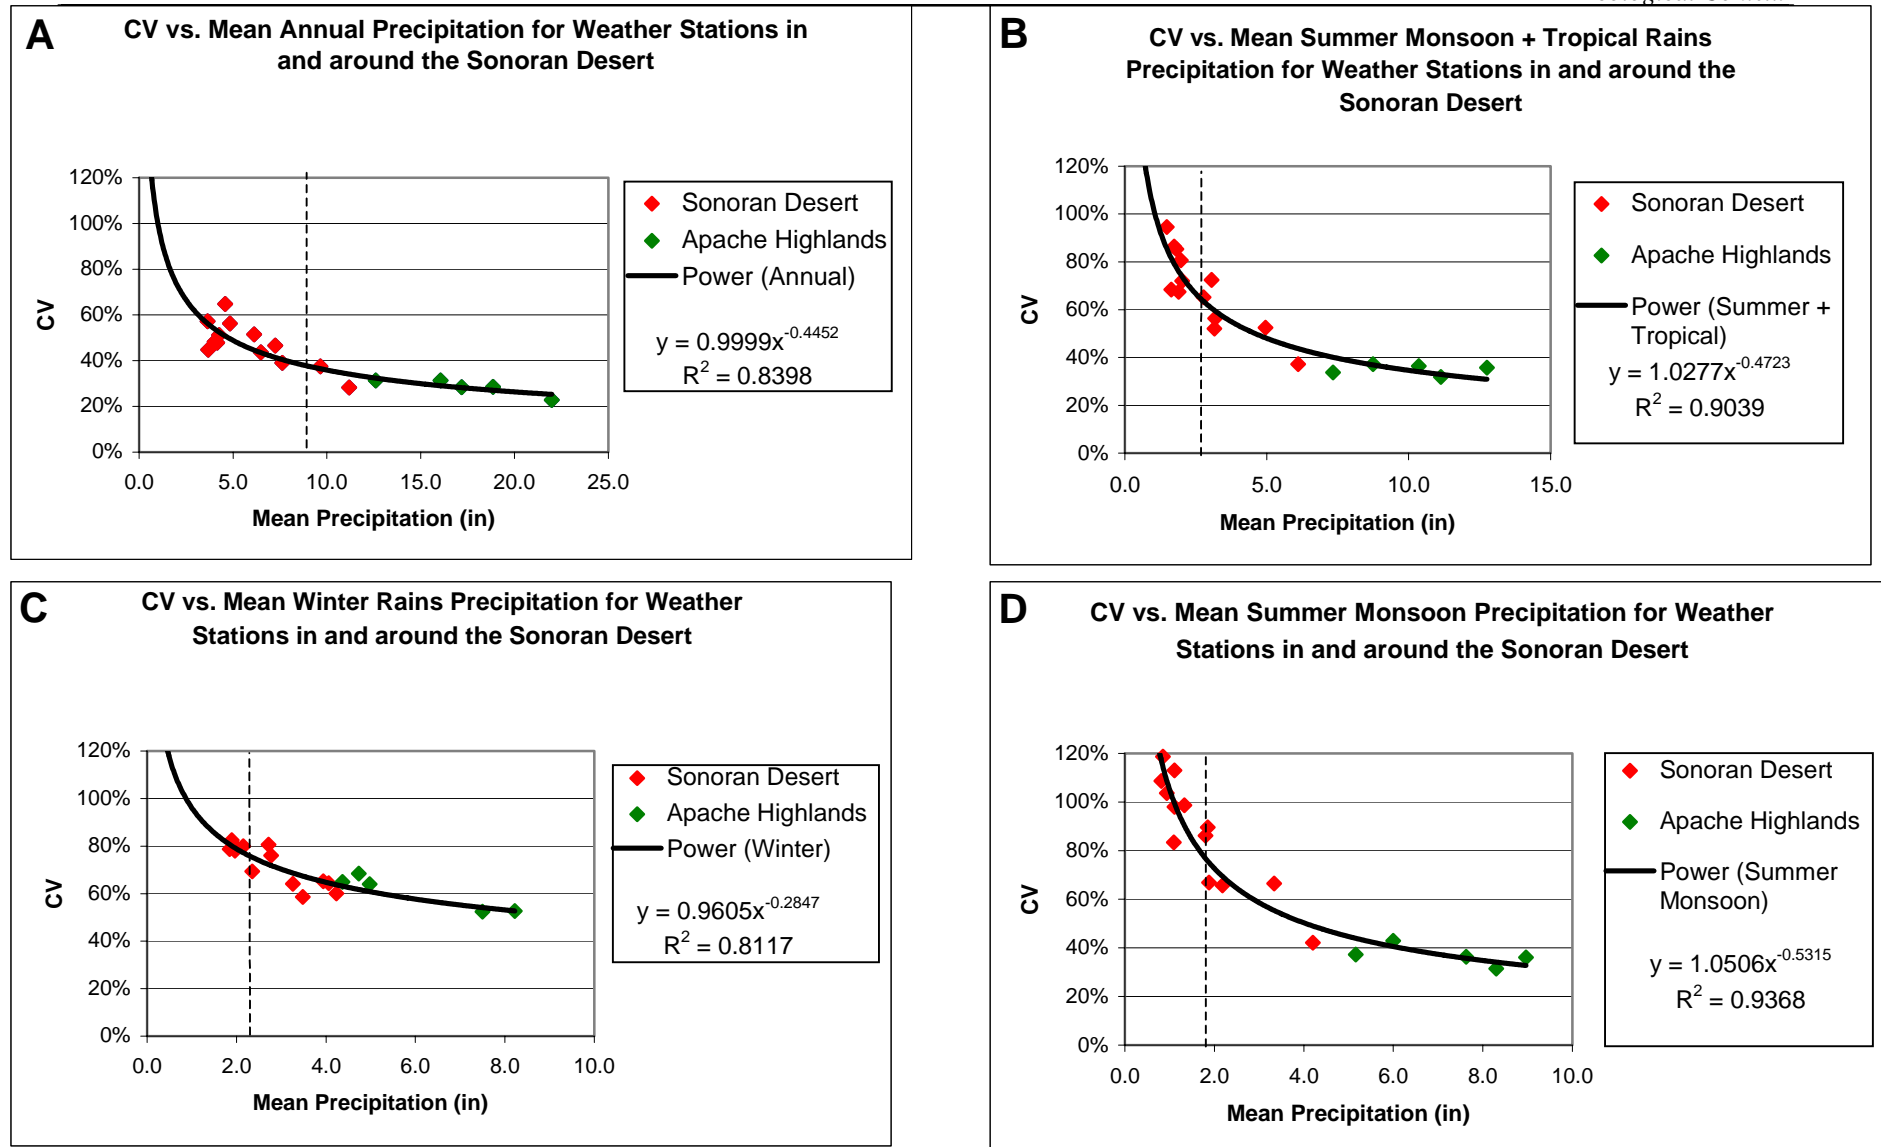 A
CV vs. Mean Annual Precipitation for Weather Stations in
and around the Sonoran Desert
120%
100%
80%
60%
40%
20%
0%
CV
0.0 5.0 10.0 15.0 20.0 25.0
Mean Precipitation (in)
Sonoran Desert
Apache Highlands
Power (Annual)
y = 0.9999x^-0.4452
R² = 0.8398
B
CV vs. Mean Summer Monsoon + Tropical Rains
Precipitation for Weather Stations in and around the
Sonoran Desert
120%
100%
80%
60%
40%
20%
0%
CV
0.0 5.0 10.0 15.0
Mean Precipitation (in)
Sonoran Desert
Apache Highlands
Power (Summer +
Tropical)
y = 1.0277x^-0.4723
R² = 0.9039
C
CV vs. Mean Winter Rains Precipitation for Weather
Stations in and around the Sonoran Desert
120%
100%
80%
60%
40%
20%
0%
CV
0.0 2.0 4.0 6.0 8.0 10.0
Mean Precipitation (in)
Sonoran Desert
Apache Highlands
Power (Winter)
y = 0.9605x^-0.2847
R² = 0.8117
D
CV vs. Mean Summer Monsoon Precipitation for Weather
Stations in and around the Sonoran Desert
120%
100%
80%
60%
40%
20%
0%
CV
0.0 2.0 4.0 6.0 8.0 10.0
Mean Precipitation (in)
Sonoran Desert
Apache Highlands
Power (Summer
Monsoon)
y = 1.0506x^-0.5315
R² = 0.9368